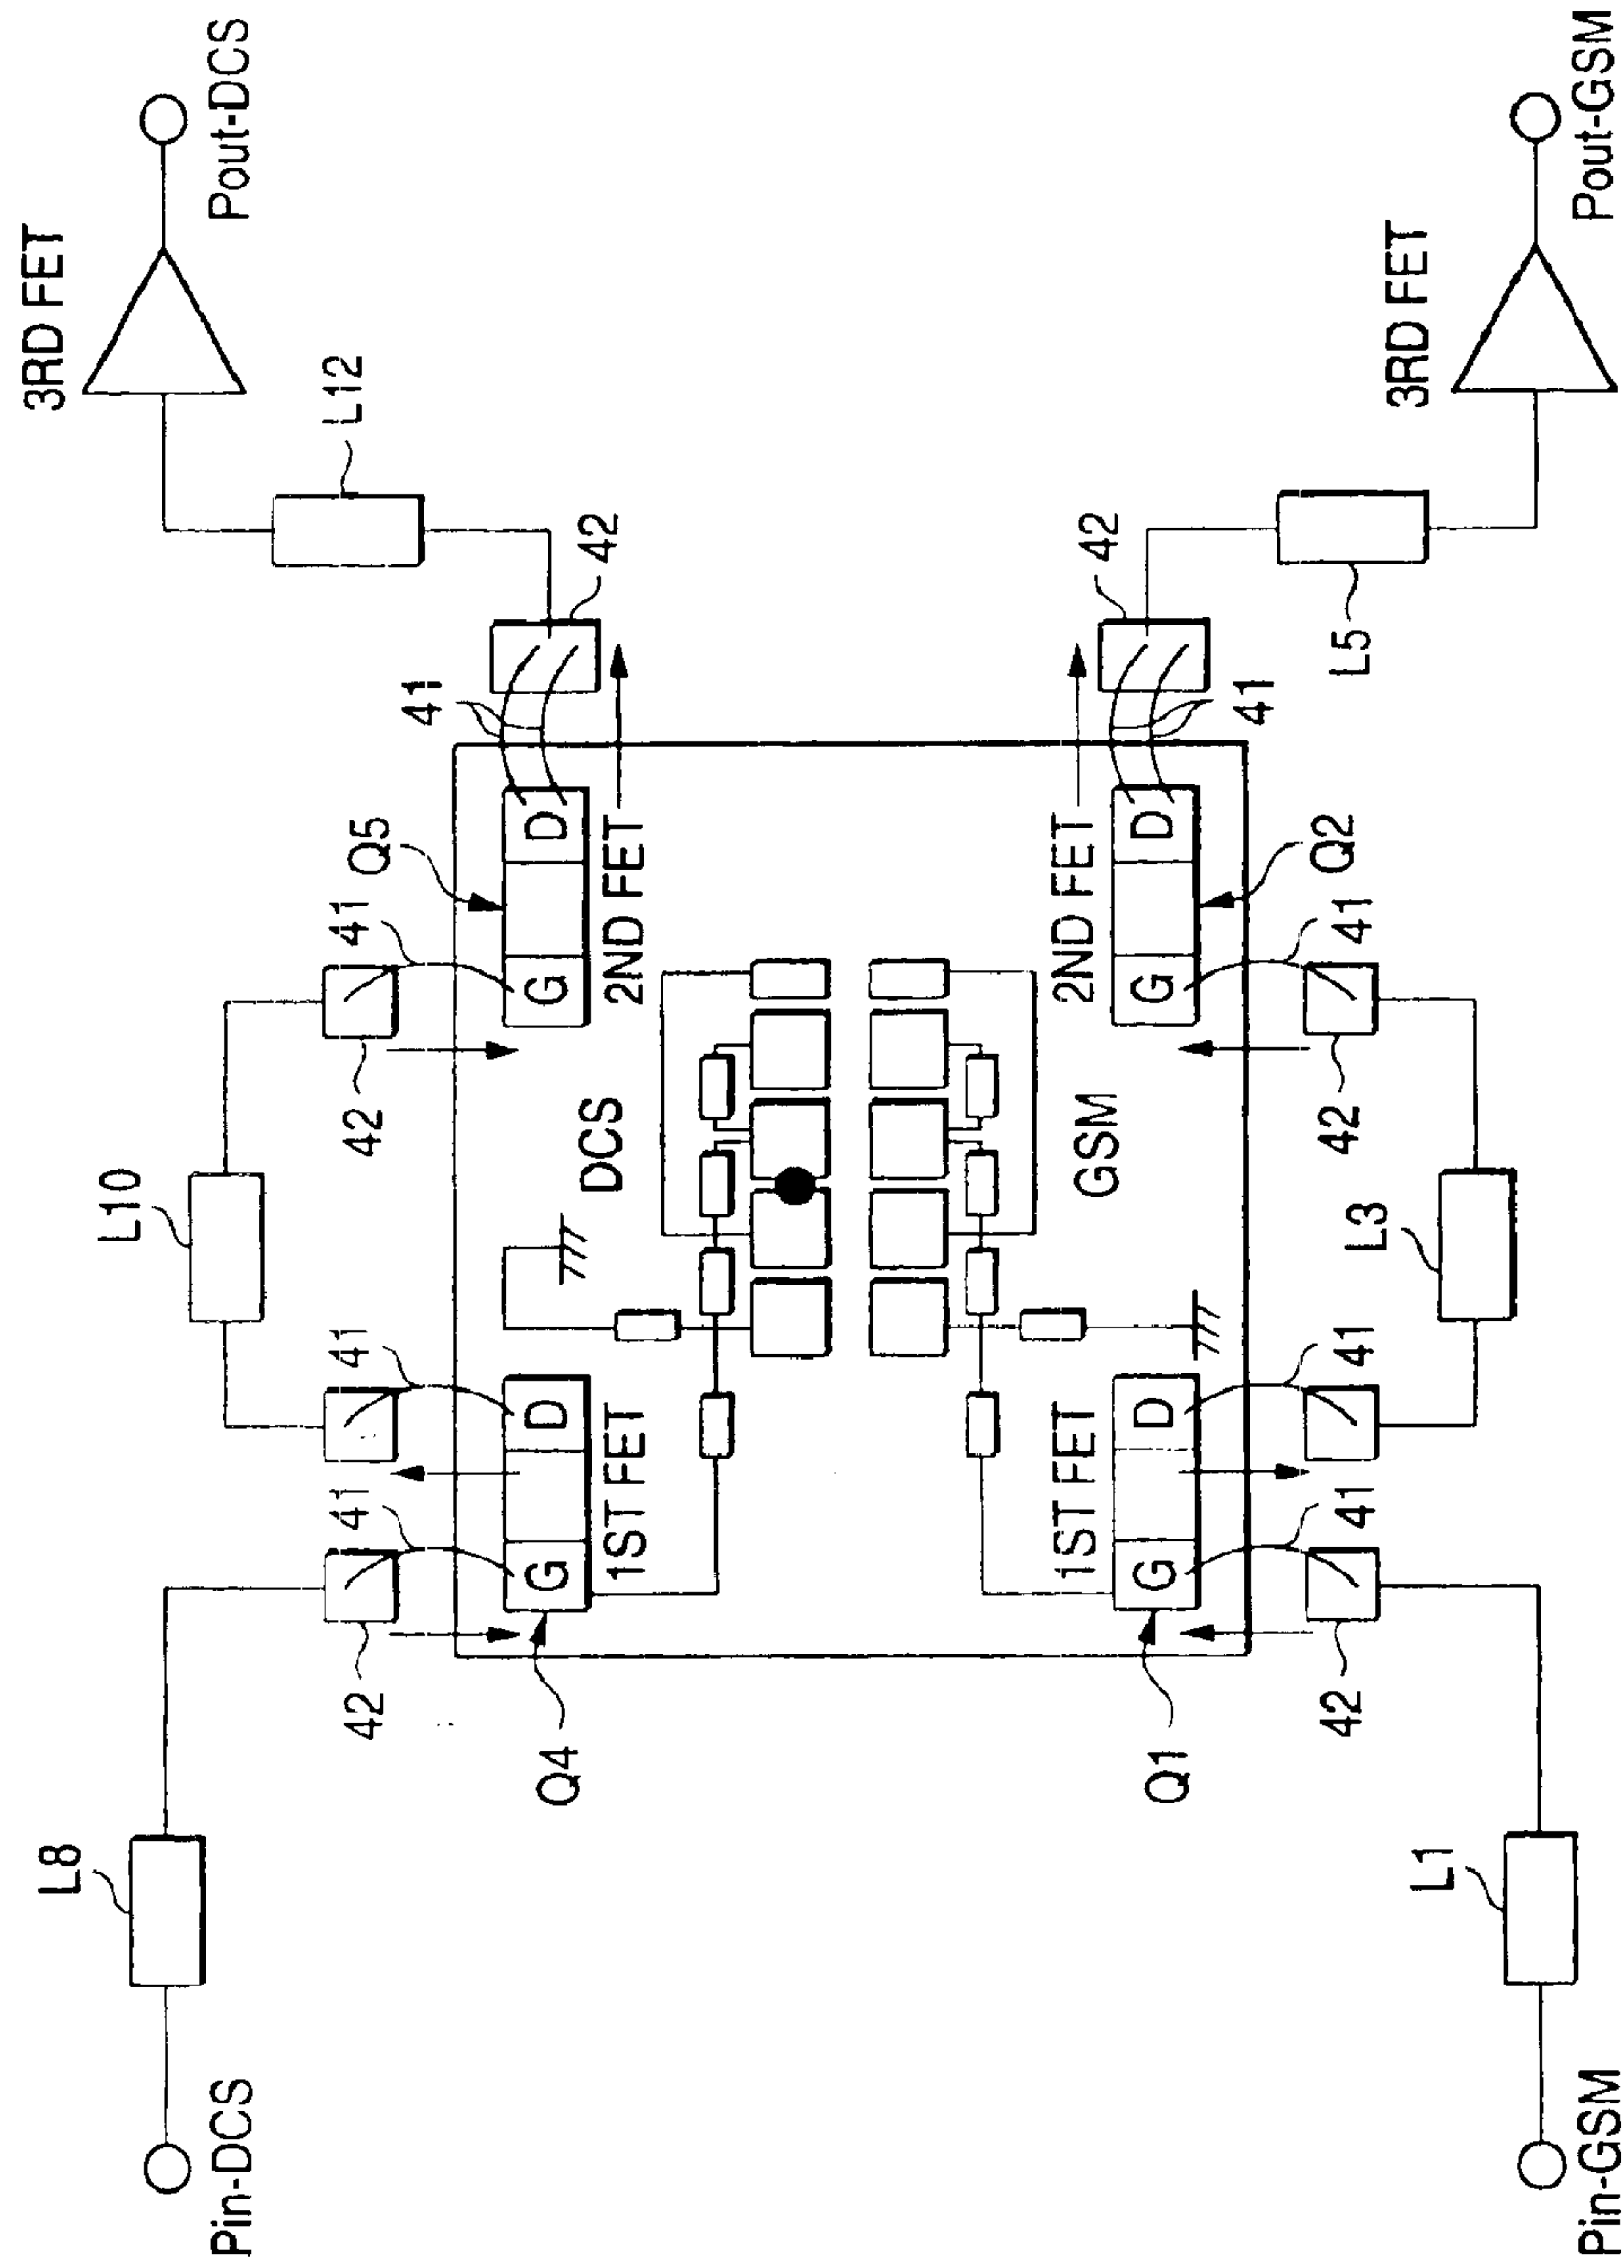 L8
3RD FET
L10
Pin-DCS
Pout-DCS
L12
41
41
41
42
42
Q5
41
G
D
G
D
Q4
DCS
42
1ST FET
2ND FET
1ST FET
GSM
2ND FET
42
G
D
G
D
Q1
41
Q2
42
42
41
41
41
L3
L5
3RD FET
L1
Pin-GSM
Pout-GSM